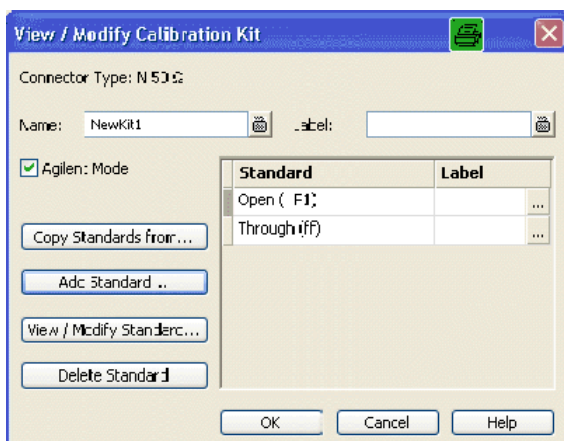 View / Modify Calibration Kit
Connector Type: N 50 Ω
Name: NewKit1 Label:
Agilent Mode
Standard Label
Open ( F1)
...
Through (ff)
...
Copy Standards from...
Add Standard ...
View / Modify Standard...
Delete Standard
OK Cancel Help